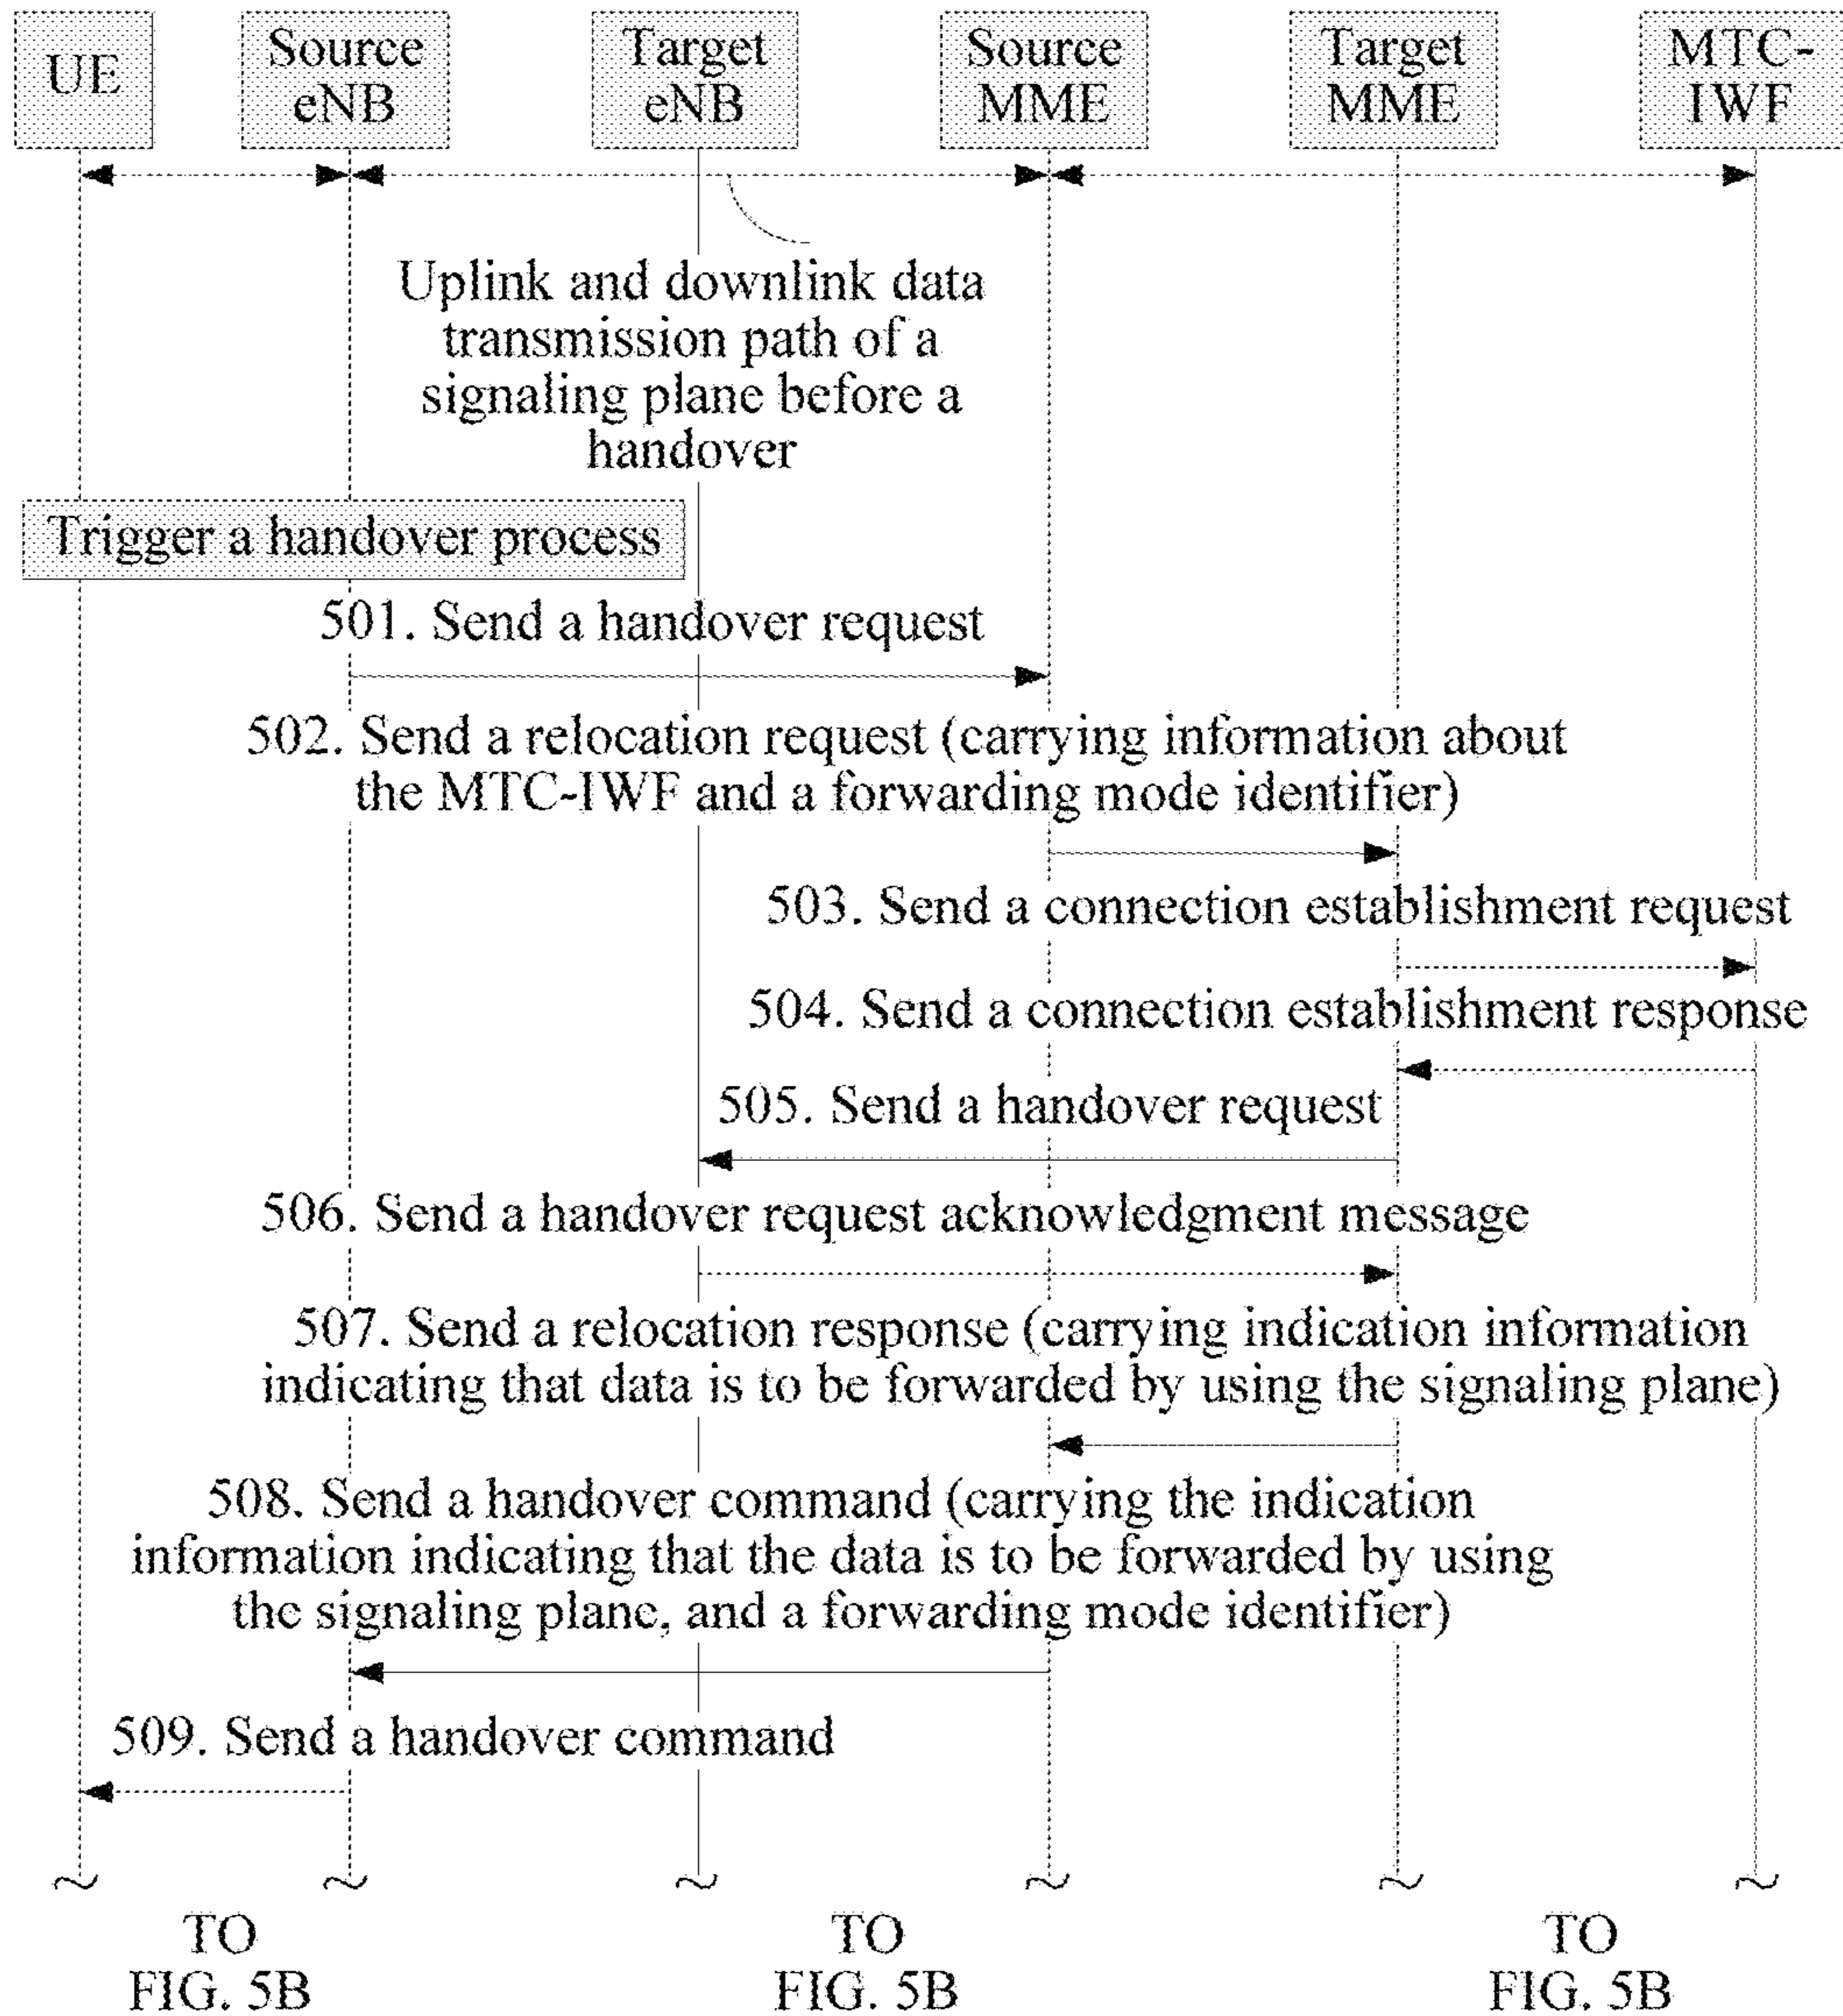 UE
Source
eNB
Target
eNB
Source
MME
Target
MME
MTC-
IWF
Uplink and downlink data
transmission path of a
signaling plane before a
handover
Trigger a handover process
501. Send a handover request
502. Send a relocation request (carrying information about
the MTC-IWF and a forwarding mode identifier)
503. Send a connection establishment request
504. Send a connection establishment response
505. Send a handover request
506. Send a handover request acknowledgment message
507. Send a relocation response (carrying indication information
indicating that data is to be forwarded by using the signaling plane)
508. Send a handover command (carrying the indication
information indicating that the data is to be forwarded by using
the signaling plane, and a forwarding mode identifier)
509. Send a handover command
TO
FIG. 5B
TO
FIG. 5B
TO
FIG. 5B